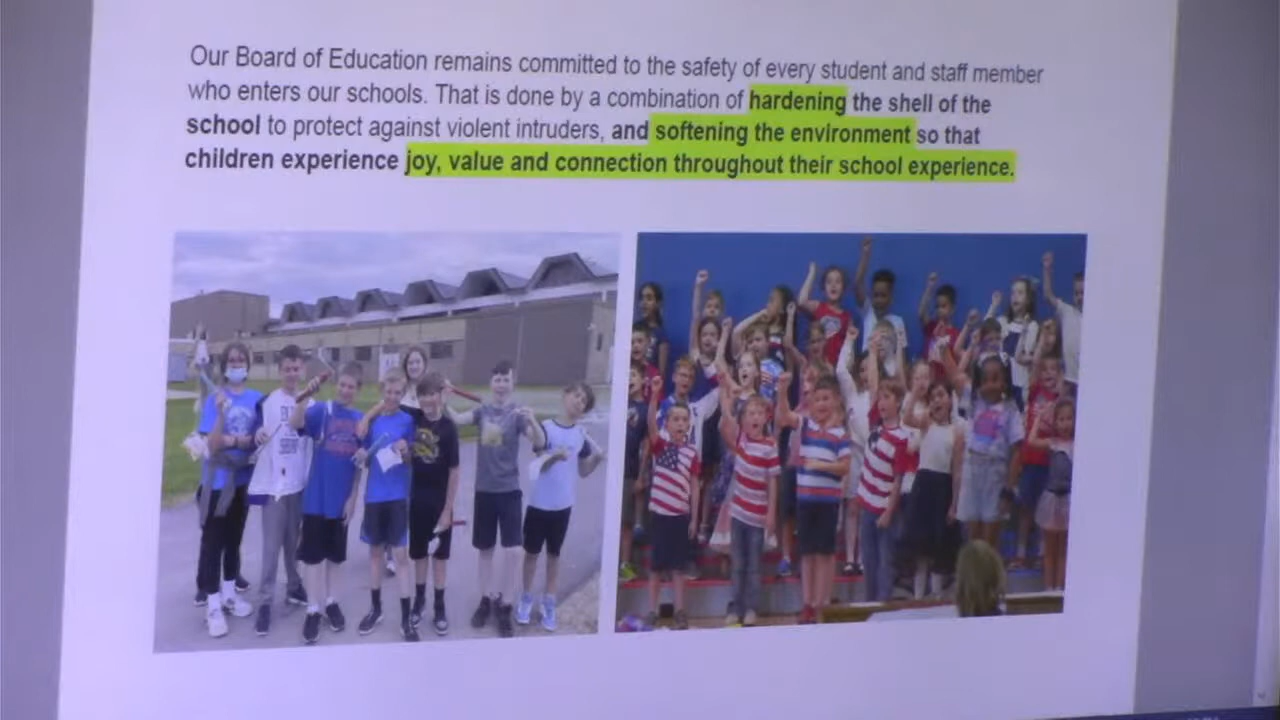 Our Board of Education remains committed to the safety of every student and staff member
who enters our schools. That is done by a combination of hardening the shell of the
school to protect against violent intruders, and softening the environment so that
children experience joy, value and connection throughout their school experience.